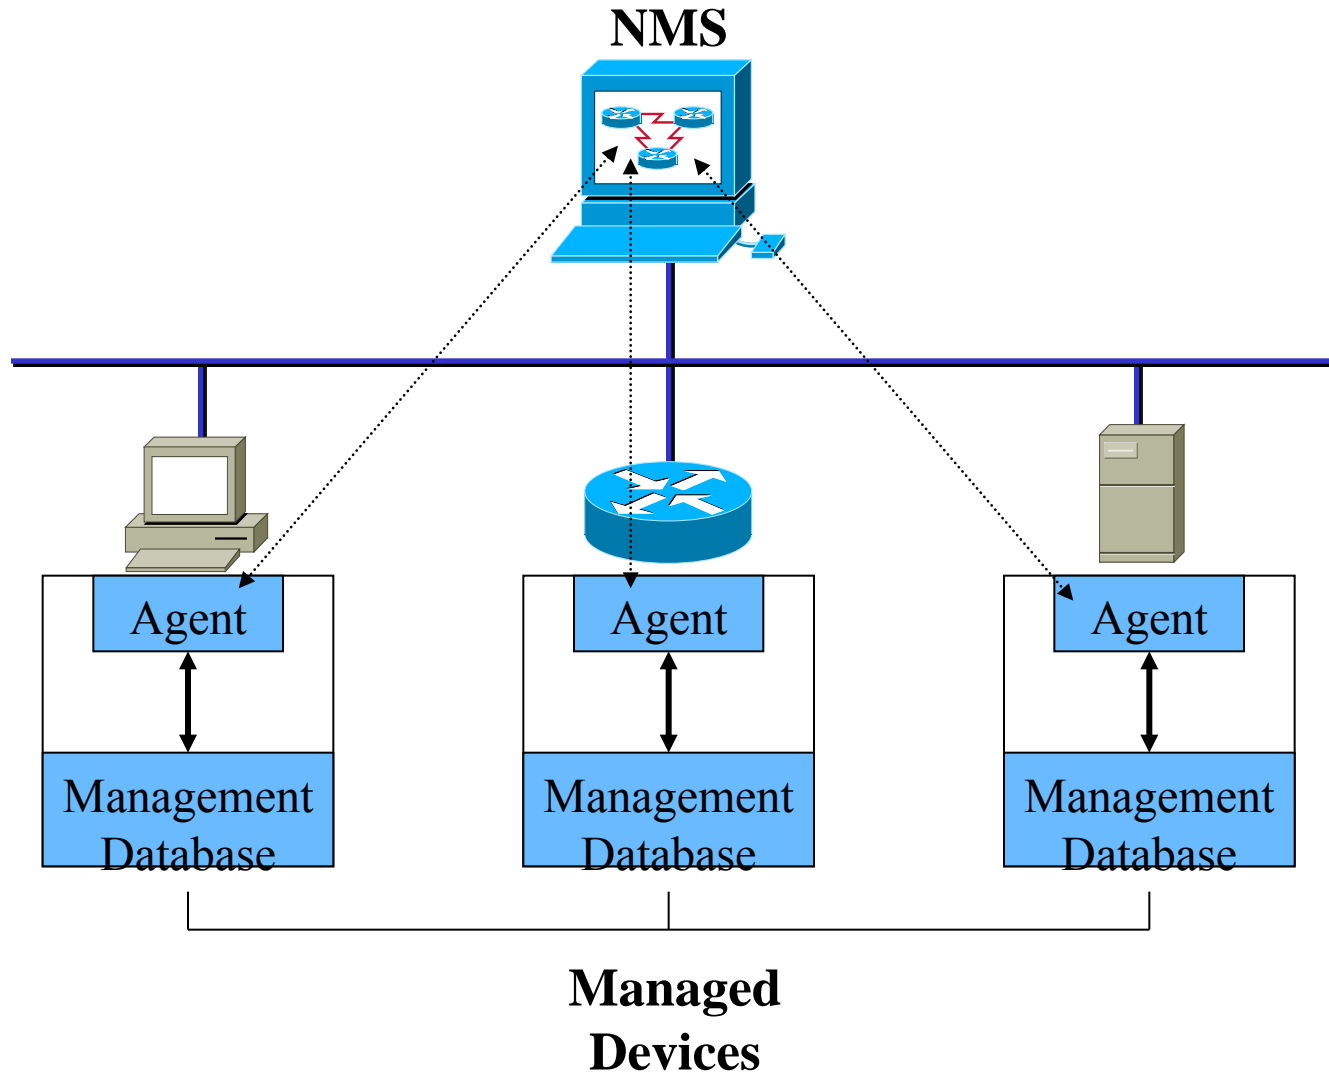 NMS
Agent
Agent
Agent
Management
Database
Management
Database
Management
Database
Managed
Devices